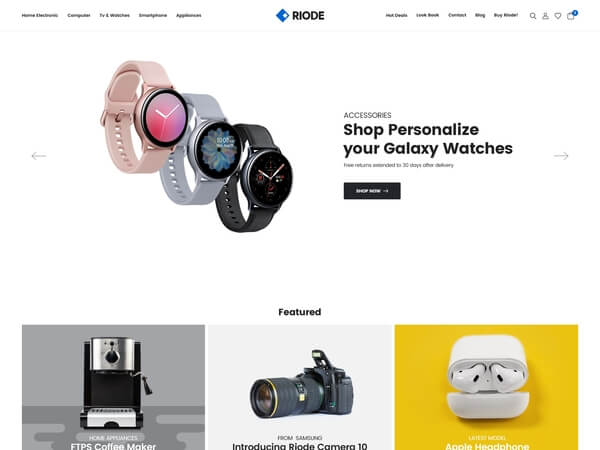 Home Electronic Computer Tv & Watches Smartphone Appliances RIODE Hot Deals Look Book Contact Blog Buy Riode!
ACCESSORIES
Shop Personalize
your Galaxy Watches
Free returns extended to 30 days after delivery
SHOP NOW
Featured
HOME APPLIANCES
FTPS Coffee Maker
FROM SAMSUNG
Introducing Riode Camera 10
LATEST MODEL
Apple Headphone